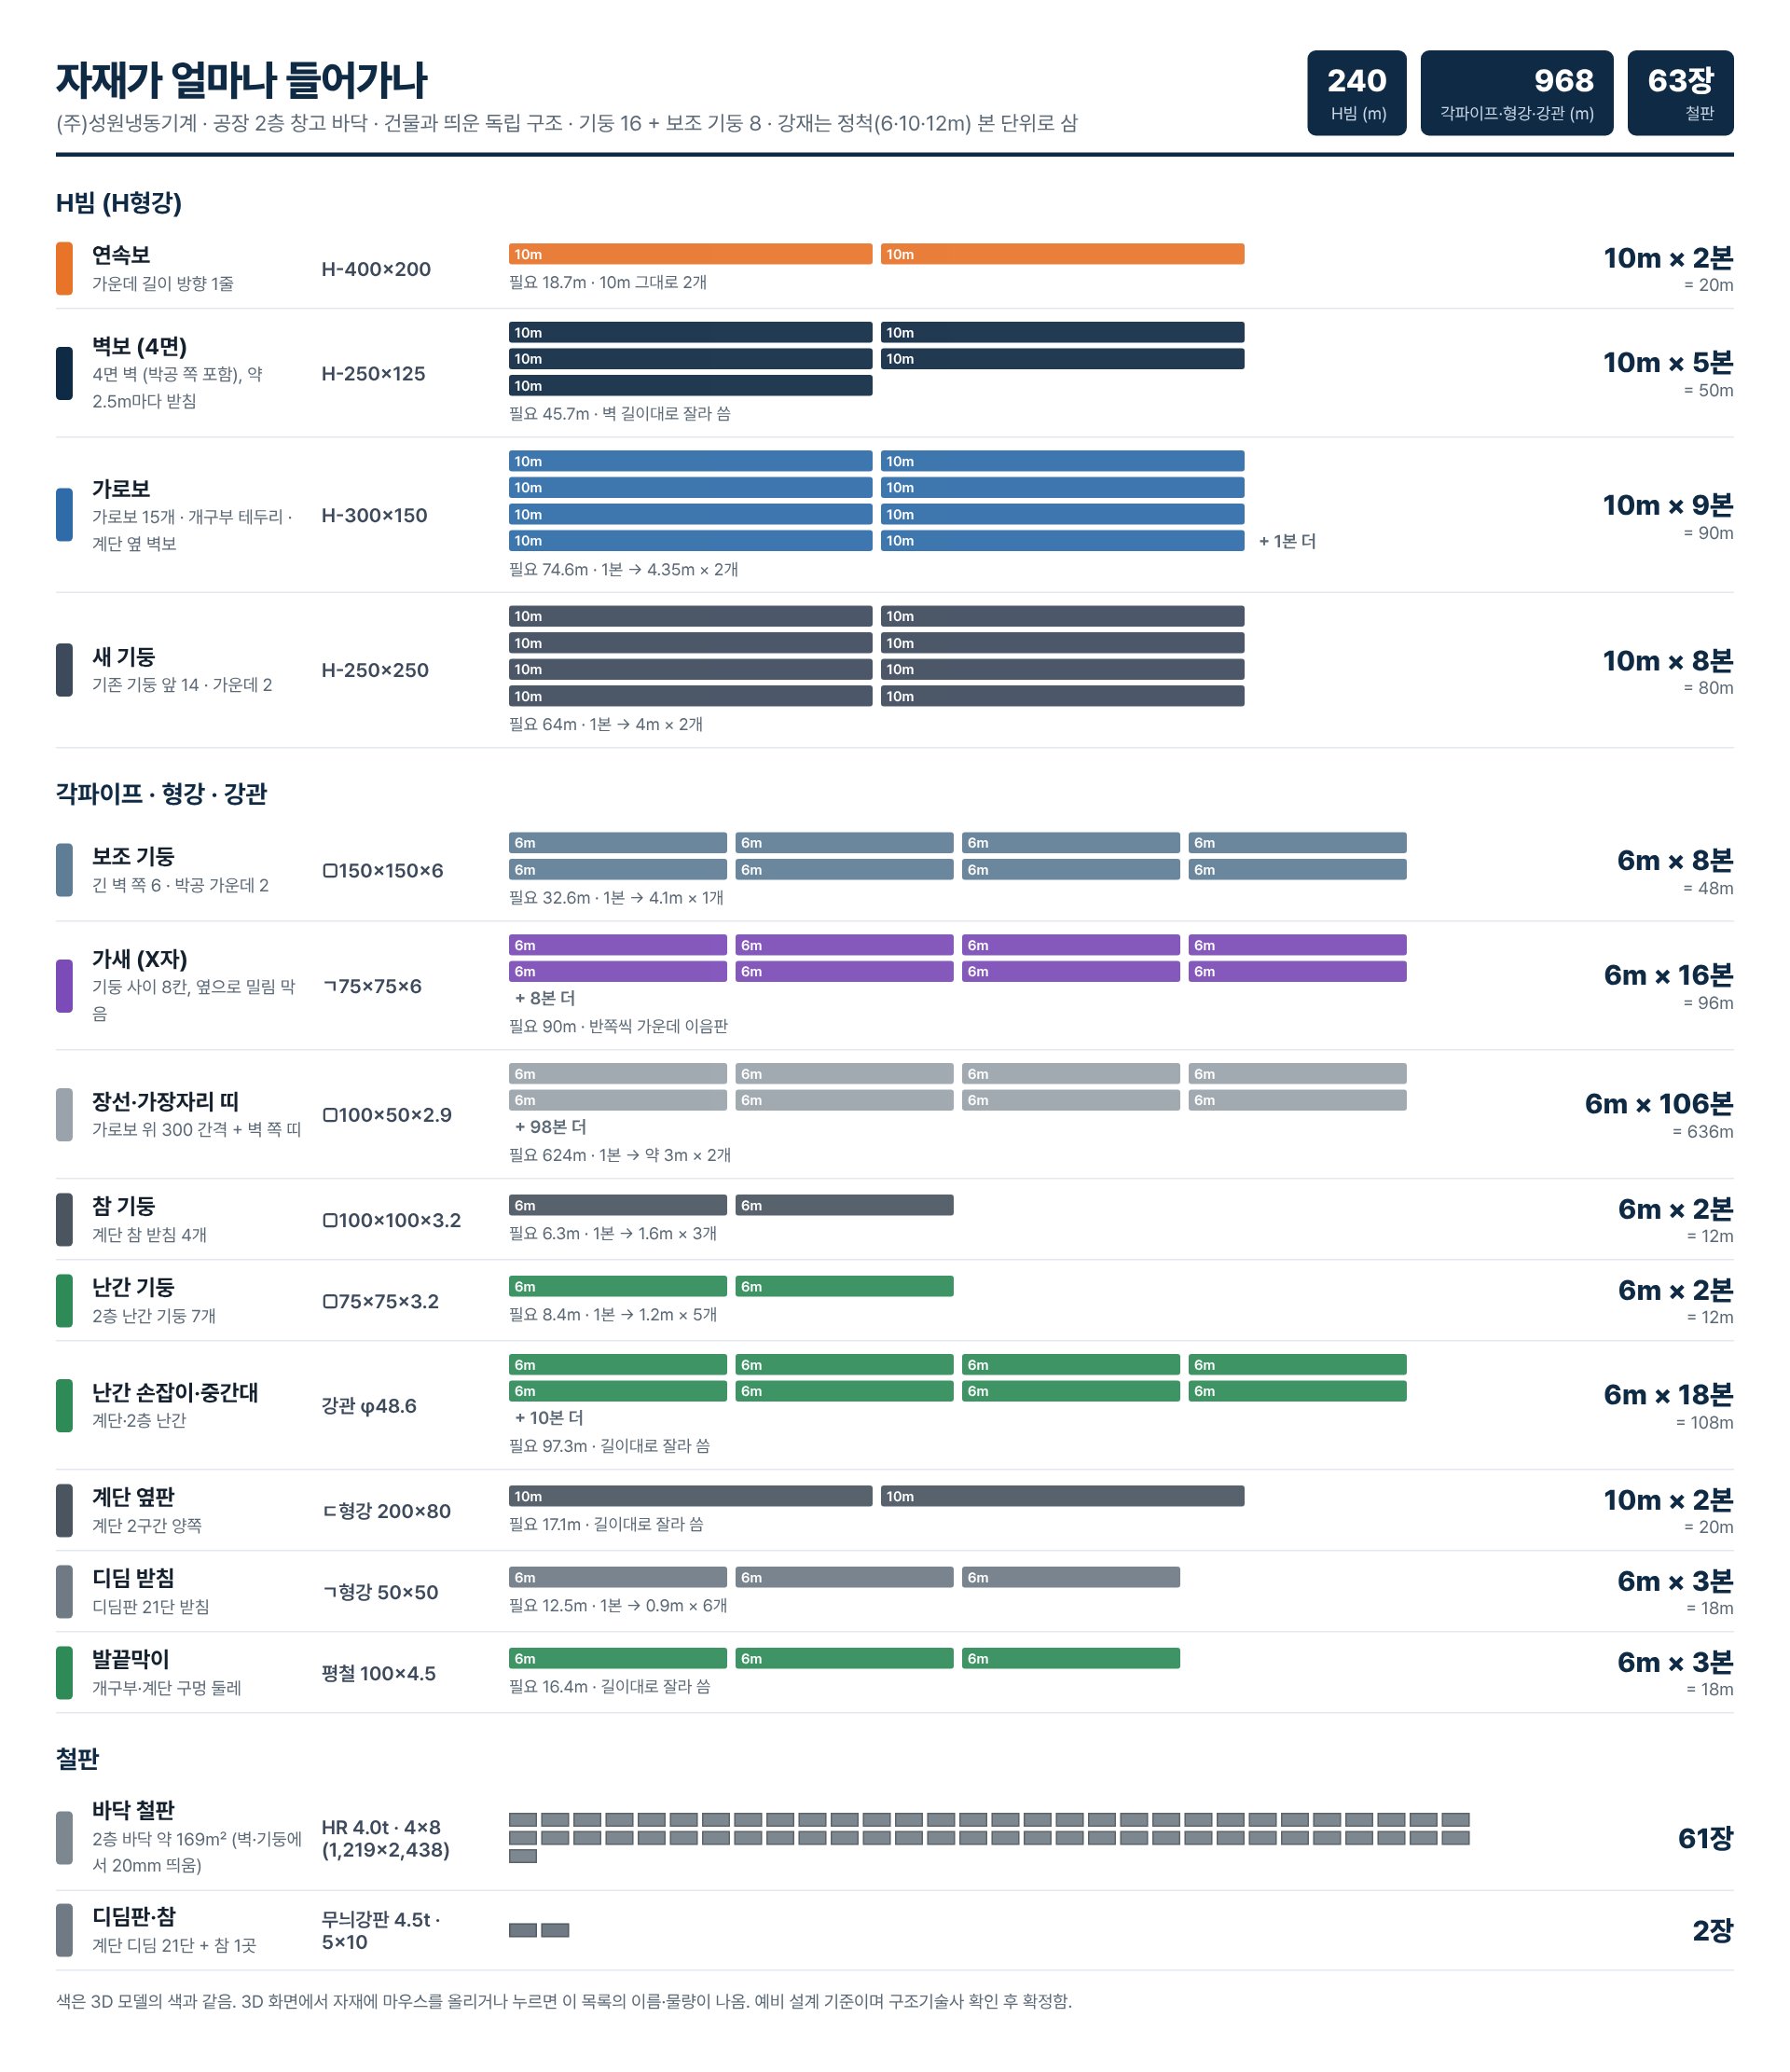 자재가 얼마나 들어가나
(주)성원냉동기계 · 공장 2층 창고 바닥 · 건물과 띄운 독립 구조 · 기둥 16 + 보조 기둥 8 · 강재는 정척(6·10·12m) 본 단위로 삼
240
H빔 (m)
968
각파이프·형강·강관 (m)
63장
철판
H빔 (H형강)
연속보
가운데 길이 방향 1줄
H-400×200
10m 10m
필요 18.7m · 10m 그대로 2개
10m × 2본
= 20m
벽보 (4면)
4면 벽 (박공 쪽 포함), 약
2.5m마다 받침
H-250×125
10m 10m
10m 10m
10m
필요 45.7m · 벽 길이대로 잘라 씀
10m × 5본
= 50m
가로보
가로보 15개 · 개구부 테두리 ·
계단 옆 벽보
H-300×150
10m 10m
10m 10m
10m 10m
10m 10m + 1본 더
필요 74.6m · 1본 → 4.35m × 2개
10m × 9본
= 90m
새 기둥
기존 기둥 앞 14 · 가운데 2
H-250×250
10m 10m
10m 10m
10m 10m
10m 10m
필요 64m · 1본 → 4m × 2개
10m × 8본
= 80m
각파이프 · 형강 · 강관
보조 기둥
긴 벽 쪽 6 · 박공 가운데 2
▢150×150×6
6m 6m 6m 6m
6m 6m 6m 6m
필요 32.6m · 1본 → 4.1m × 1개
6m × 8본
= 48m
가새 (X자)
기둥 사이 8칸, 옆으로 밀림 막
음
ㄱ75×75×6
6m 6m 6m 6m
6m 6m 6m 6m
+ 8본 더
필요 90m · 반쪽씩 가운데 이음판
6m × 16본
= 96m
장선·가장자리 띠
가로보 위 300 간격 + 벽 쪽 띠
▢100×50×2.9
6m 6m 6m 6m
6m 6m 6m 6m
+ 98본 더
필요 624m · 1본 → 약 3m × 2개
6m × 106본
= 636m
참 기둥
계단 참 받침 4개
▢100×100×3.2
6m 6m
필요 6.3m · 1본 → 1.6m × 3개
6m × 2본
= 12m
난간 기둥
2층 난간 기둥 7개
▢75×75×3.2
6m 6m
필요 8.4m · 1본 → 1.2m × 5개
6m × 2본
= 12m
난간 손잡이·중간대
계단·2층 난간
강관 φ48.6
6m 6m 6m 6m
6m 6m 6m 6m
+ 10본 더
필요 97.3m · 길이대로 잘라 씀
6m × 18본
= 108m
계단 옆판
계단 2구간 양쪽
ㄷ형강 200×80
10m 10m
필요 17.1m · 길이대로 잘라 씀
10m × 2본
= 20m
디딤 받침
디딤판 21단 받침
ㄱ형강 50×50
6m 6m 6m
필요 12.5m · 1본 → 0.9m × 6개
6m × 3본
= 18m
발끝막이
개구부·계단 구멍 둘레
평철 100×4.5
6m 6m 6m
필요 16.4m · 길이대로 잘라 씀
6m × 3본
= 18m
철판
바닥 철판
2층 바닥 약 169m² (벽·기둥에
서 20mm 띄움)
HR 4.0t · 4×8
(1,219×2,438)
61장
디딤판·참
계단 디딤 21단 + 참 1곳
무늬강판 4.5t ·
5×10
2장
색은 3D 모델의 색과 같음. 3D 화면에서 자재에 마우스를 올리거나 누르면 이 목록의 이름·물량이 나옴. 예비 설계 기준이며 구조기술사 확인 후 확정함.